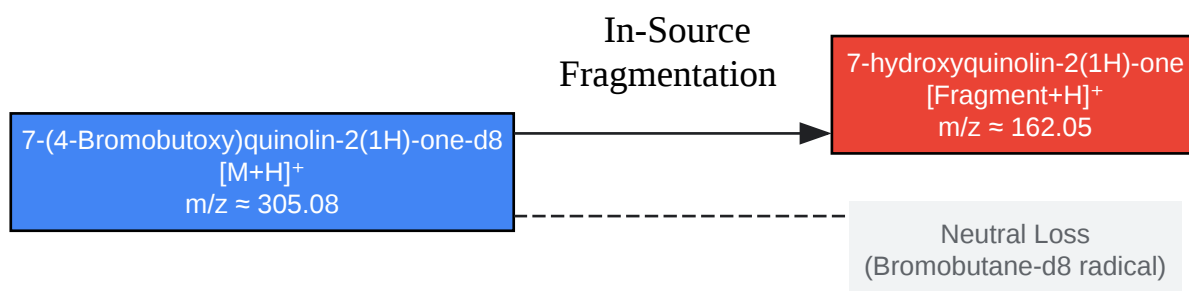 In-Source
Fragmentation
7-(4-Bromobutoxy)quinolin-2(1H)-one-d8
[M+H]⁺
m/z ≈ 305.08
7-hydroxyquinolin-2(1H)-one
[Fragment+H]⁺
m/z ≈ 162.05
Neutral Loss
(Bromobutane-d8 radical)